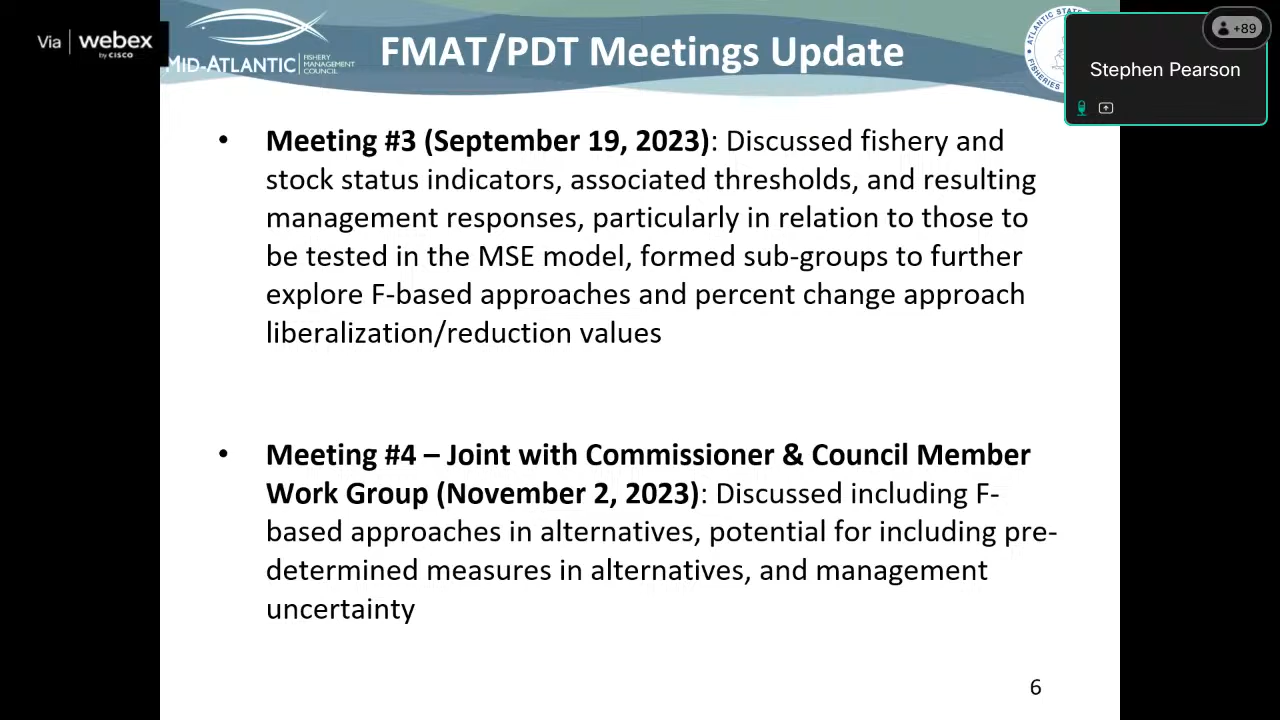 Via webex
by CISCO
MID-ATLANTIC FISHERY MANAGEMENT COUNCIL
FMAT/PDT Meetings Update
ATLANTIC STATE
FISHERIES
+89
Stephen Pearson
• Meeting #3 (September 19, 2023): Discussed fishery and
stock status indicators, associated thresholds, and resulting
management responses, particularly in relation to those to
be tested in the MSE model, formed sub-groups to further
explore F-based approaches and percent change approach
liberalization/reduction values
• Meeting #4 – Joint with Commissioner & Council Member
Work Group (November 2, 2023): Discussed including F-
based approaches in alternatives, potential for including pre-
determined measures in alternatives, and management
uncertainty
6